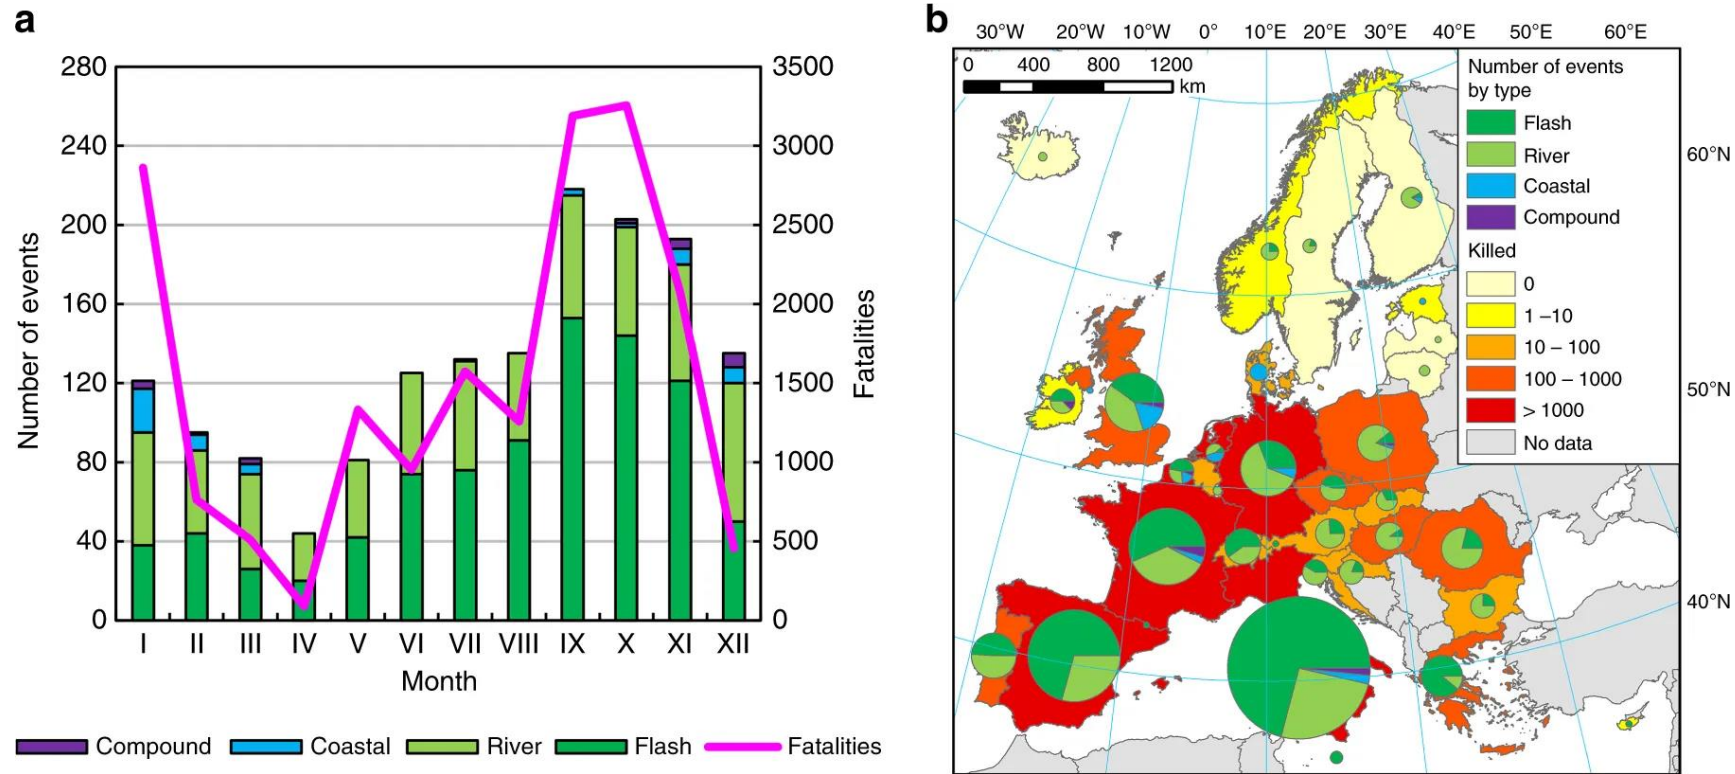 a
280
240
200
160
120
80
40
0
Number of events
3500
3000
2500
2000
1500
1000
500
0
Fatalities
I II III IV V VI VII VIII IX X XI XII
Month
Compound Coastal River Flash Fatalities
b
30°W 20°W 10°W 0° 10°E 20°E 30°E 40°E 50°E 60°E
0 400 800 1200
km
60°N
50°N
40°N
Number of events
by type
Flash
River
Coastal
Compound
Killed
0
1 –10
10 – 100
100 – 1000
> 1000
No data